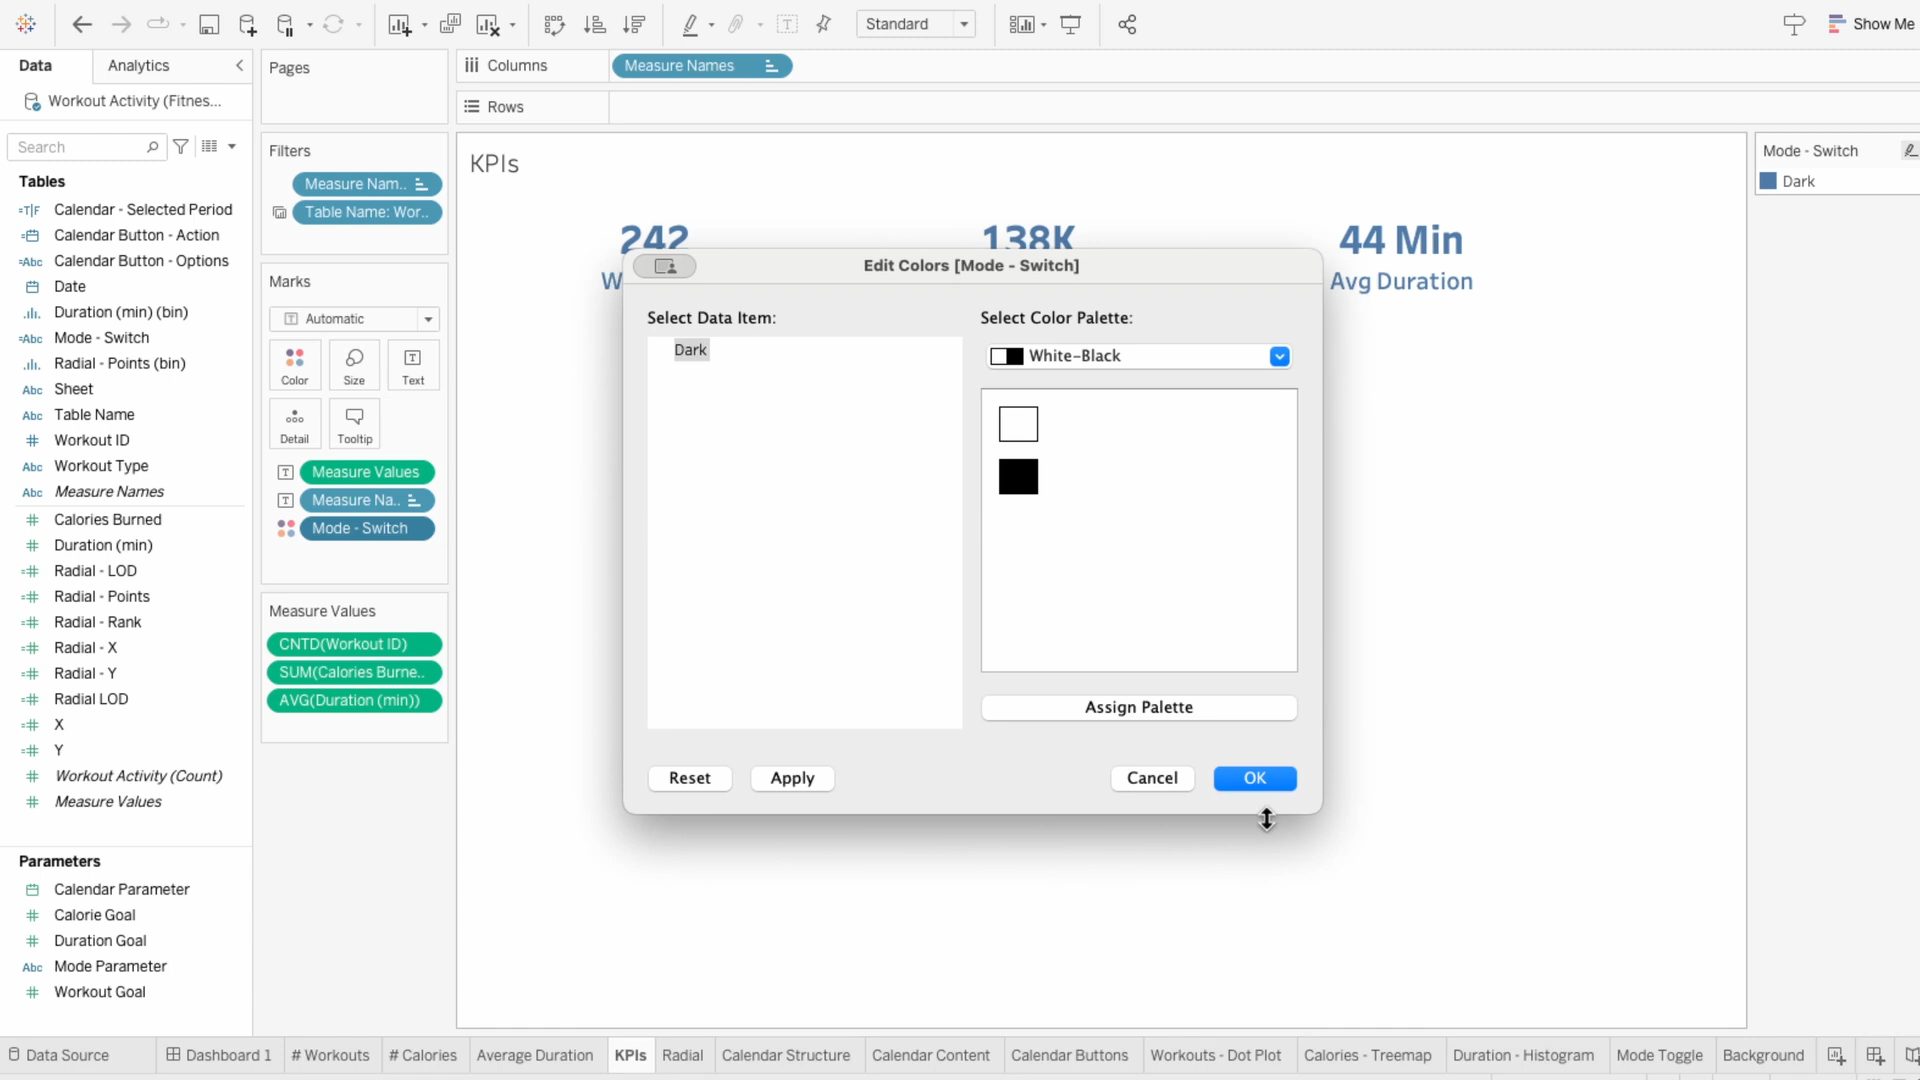 Standard
Show Me
Data
Analytics
Workout Activity (Fitnes...
Search
Tables
Calendar - Selected Period
Calendar Button - Action
Calendar Button - Options
Date
Duration (min) (bin)
Mode - Switch
Radial - Points (bin)
Sheet
Table Name
Workout ID
Workout Type
Measure Names
Calories Burned
Duration (min)
Radial - LOD
Radial - Points
Radial - Rank
Radial - X
Radial - Y
Radial LOD
X
Y
Workout Activity (Count)
Measure Values
Parameters
Calendar Parameter
Calorie Goal
Duration Goal
Mode Parameter
Workout Goal
Pages
Filters
Measure Nam..
Table Name: Wor..
Marks
Automatic
Color
Size
Text
Detail
Tooltip
Measure Values
Measure Na..
Mode - Switch
Measure Values
CNTD(Workout ID)
SUM(Calories Burne..
AVG(Duration (min))
Columns
Measure Names
Rows
KPIs
242
138K
44 Min
W
Avg Duration
Edit Colors [Mode - Switch]
Select Data Item:
Dark
Select Color Palette:
White-Black
Assign Palette
Reset
Apply
Cancel
OK
Mode - Switch
Dark
Data Source
Dashboard 1
# Workouts
# Calories
Average Duration
KPIs
Radial
Calendar Structure
Calendar Content
Calendar Buttons
Workouts - Dot Plot
Calories - Treemap
Duration - Histogram
Mode Toggle
Background